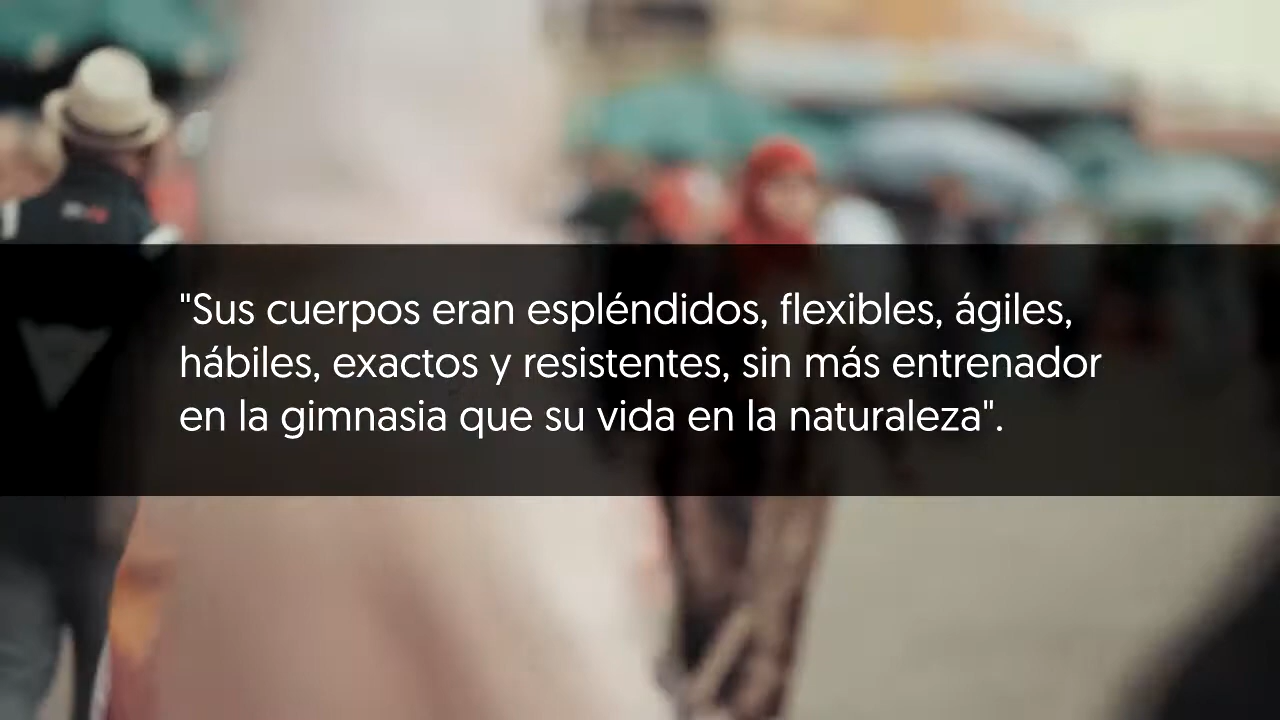 "Sus cuerpos eran espléndidos, flexibles, ágiles,
hábiles, exactos y resistentes, sin más entrenador
en la gimnasia que su vida en la naturaleza".